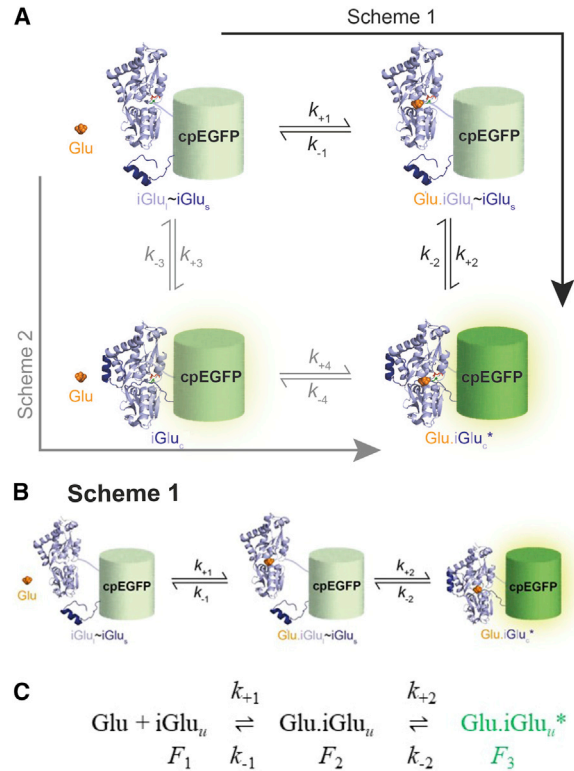 A
Scheme 1
cpEGFP
cpEGFP
k+1
k-1
Glu
iGlul~iGlus
Glu.iGlul~iGlus
k-3
k+3
k-2
k+2
Scheme 2
cpEGFP
cpEGFP
k+4
k-4
Glu
iGluc
Glu.iGluc*
B Scheme 1
cpEGFP
k+1
k-1
cpEGFP
k+2
k-2
cpEGFP
Glu
iGlul~iGlus
Glu.iGlul~iGlus
Glu.iGluc*
C
k+1 k+2
Glu + iGluu ⇌ Glu.iGluu ⇌ Glu.iGluu*
F1 k-1 F2 k-2 F3